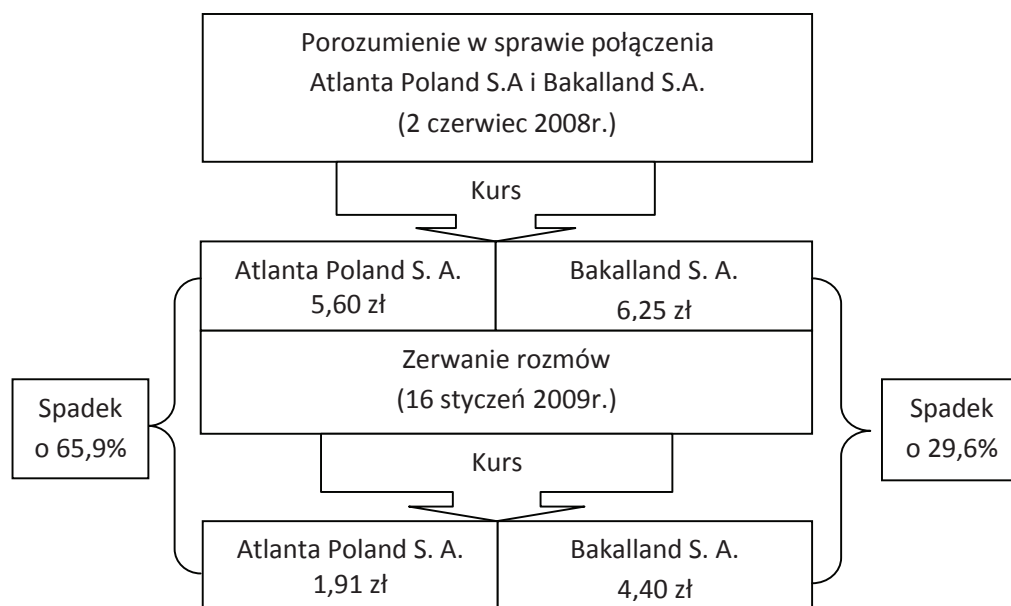 Porozumienie w sprawie połączenia
Atlanta Poland S.A i Bakalland S.A.
(2 czerwiec 2008r.)
Kurs
Atlanta Poland S. A.
5,60 zł
Bakalland S. A.
6,25 zł
Zerwanie rozmów
(16 styczeń 2009r.)
Spadek
o 65,9%
Spadek
o 29,6%
Kurs
Atlanta Poland S. A.
1,91 zł
Bakalland S. A.
4,40 zł